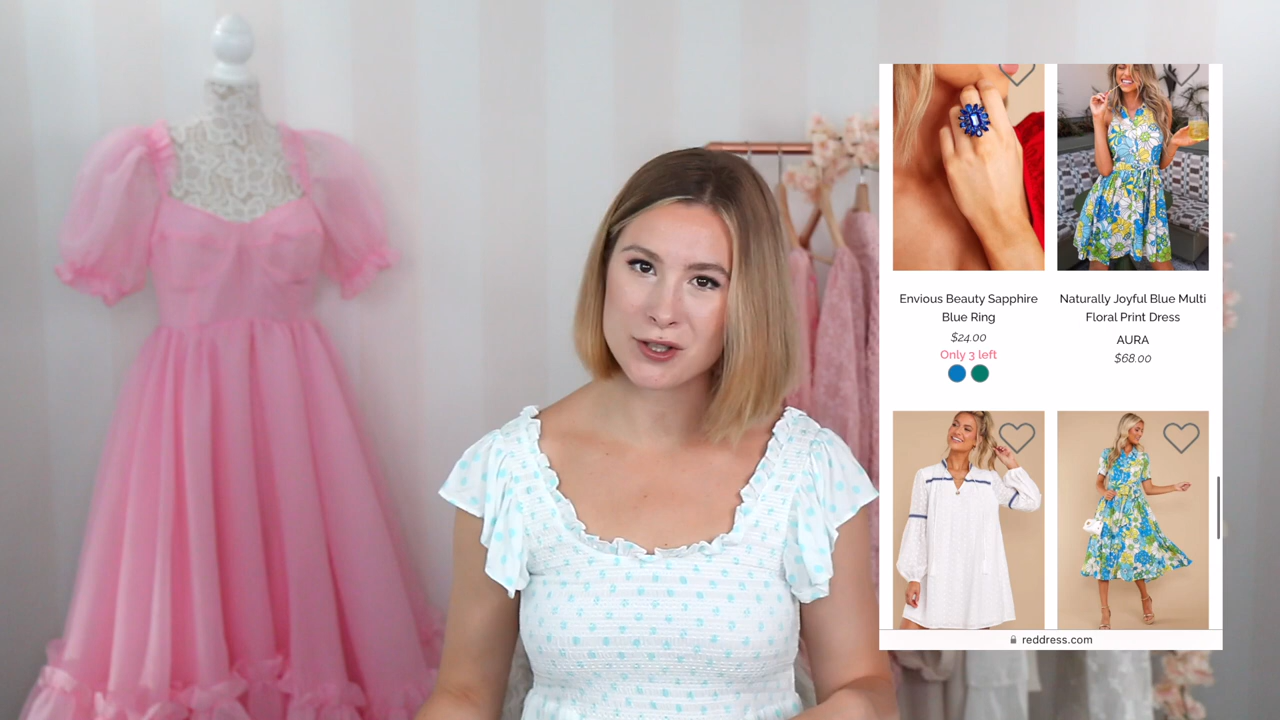 Envious Beauty Sapphire
Blue Ring
$24.00
Only 3 left
Naturally Joyful Blue Multi
Floral Print Dress
AURA
$68.00
reddress.com